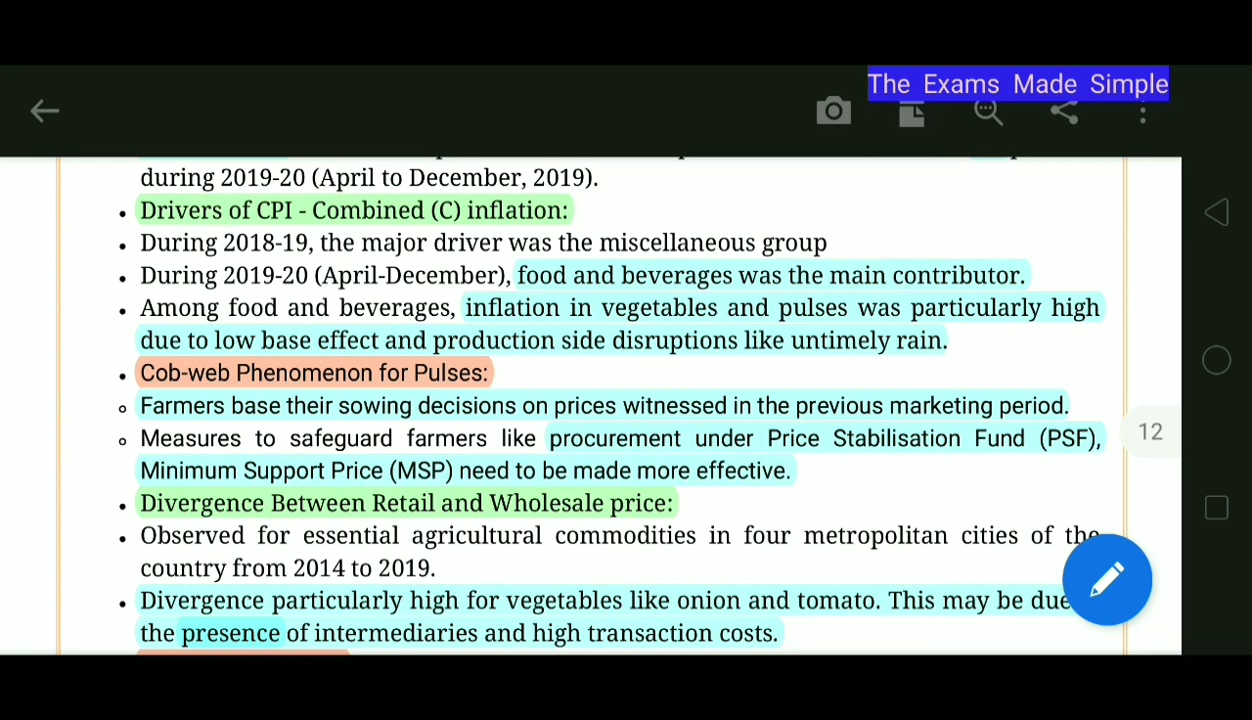 The Exams Made Simple
during 2019-20 (April to December, 2019).
• Drivers of CPI - Combined (C) inflation:
• During 2018-19, the major driver was the miscellaneous group
• During 2019-20 (April-December), food and beverages was the main contributor.
• Among food and beverages, inflation in vegetables and pulses was particularly high
due to low base effect and production side disruptions like untimely rain.
• Cob-web Phenomenon for Pulses:
o Farmers base their sowing decisions on prices witnessed in the previous marketing period.
o Measures to safeguard farmers like procurement under Price Stabilisation Fund (PSF),
12
Minimum Support Price (MSP) need to be made more effective.
• Divergence Between Retail and Wholesale price:
• Observed for essential agricultural commodities in four metropolitan cities of the
country from 2014 to 2019.
• Divergence particularly high for vegetables like onion and tomato. This may be due
the presence of intermediaries and high transaction costs.